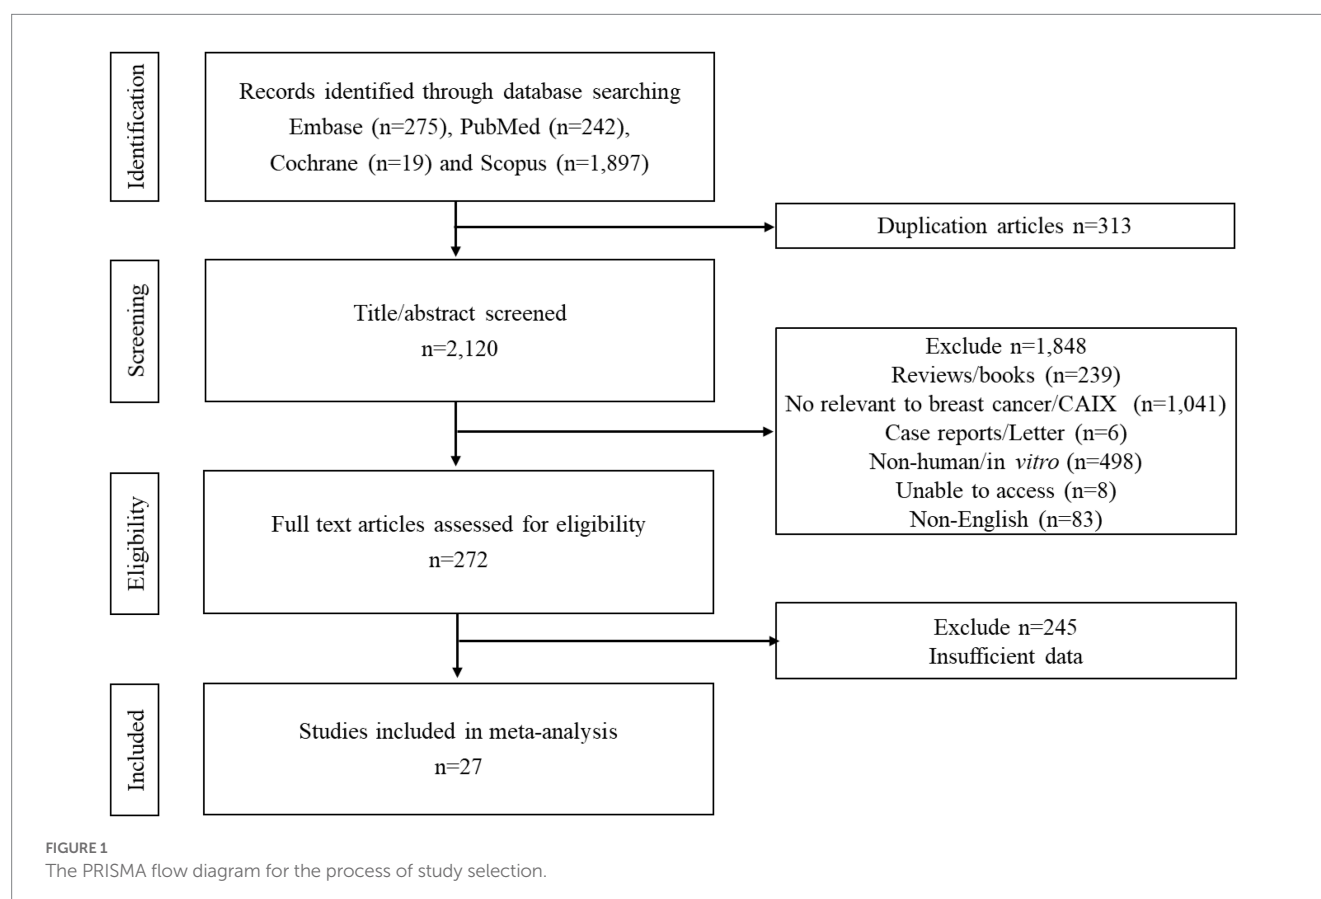 Identification
Records identified through database searching
Embase (n=275), PubMed (n=242),
Cochrane (n=19) and Scopus (n=1,897)
Duplication articles n=313
Screening
Title/abstract screened
n=2,120
Exclude n=1,848
Reviews/books (n=239)
No relevant to breast cancer/CAIX (n=1,041)
Case reports/Letter (n=6)
Non-human/in vitro (n=498)
Unable to access (n=8)
Non-English (n=83)
Eligibility
Full text articles assessed for eligibility
n=272
Exclude n=245
Insufficient data
Included
Studies included in meta-analysis
n=27
FIGURE 1
The PRISMA flow diagram for the process of study selection.